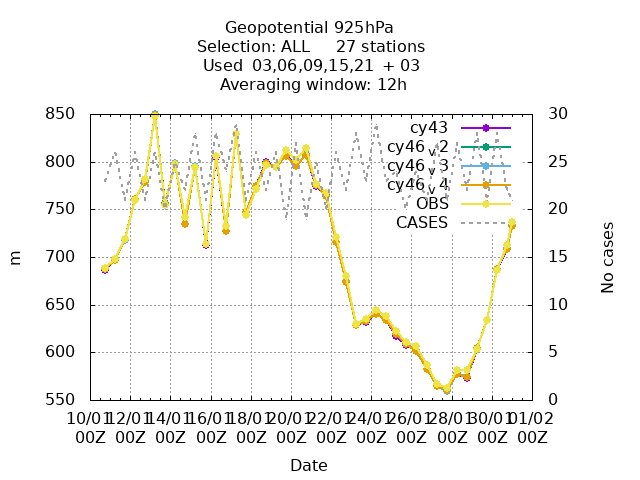 Geopotential 925hPa
Selection: ALL 27 stations
Used 03,06,09,15,21 + 03
Averaging window: 12h
850 30
800 25
750 20
700 15
650 10
600 5
550 0
m
No cases
cy43
cy46_v2
cy46_v3
cy46_v4
OBS
CASES
10/01 12/01 14/01 16/01 18/01 20/01 22/01 24/01 26/01 28/01 30/01 01/02
00Z 00Z 00Z 00Z 00Z 00Z 00Z 00Z 00Z 00Z 00Z 00Z
Date